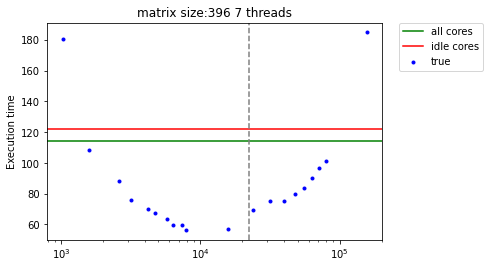 matrix size:396 7 threads
all cores
idle cores
true
Execution time
180
160
140
120
100
80
60
10³
10⁴
10⁵